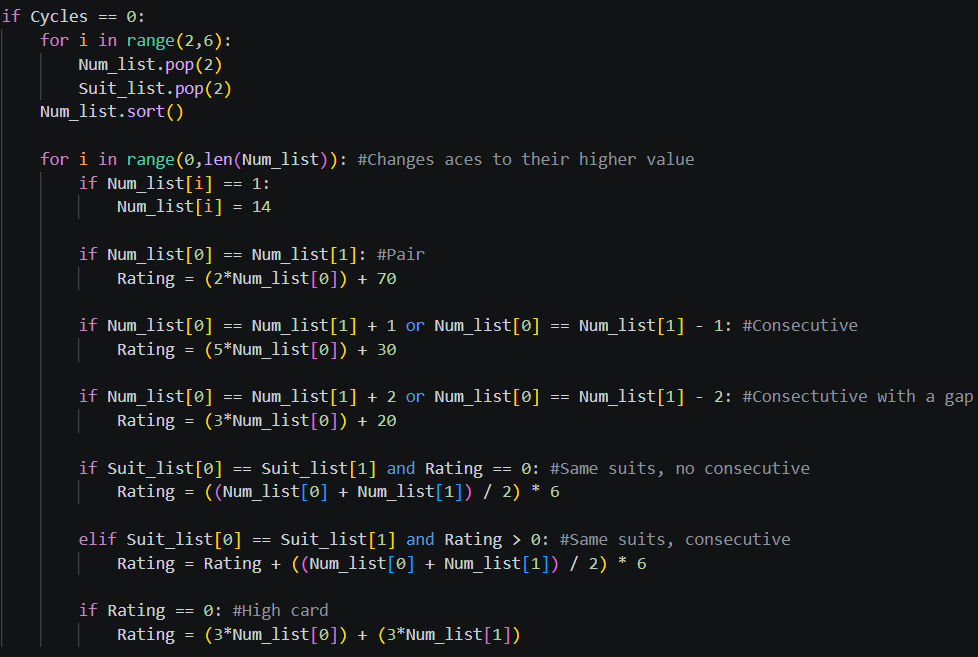 if Cycles == 0:
    for i in range(2,6):
        Num_list.pop(2)
        Suit_list.pop(2)
    Num_list.sort()

    for i in range(0,len(Num_list)): #Changes aces to their higher value
        if Num_list[i] == 1:
            Num_list[i] = 14

        if Num_list[0] == Num_list[1]: #Pair
            Rating = (2*Num_list[0]) + 70

        if Num_list[0] == Num_list[1] + 1 or Num_list[0] == Num_list[1] - 1: #Consecutive
            Rating = (5*Num_list[0]) + 30

        if Num_list[0] == Num_list[1] + 2 or Num_list[0] == Num_list[1] - 2: #Consectutive with a gap
            Rating = (3*Num_list[0]) + 20

        if Suit_list[0] == Suit_list[1] and Rating == 0: #Same suits, no consecutive
            Rating = ((Num_list[0] + Num_list[1]) / 2) * 6

        elif Suit_list[0] == Suit_list[1] and Rating > 0: #Same suits, consecutive
            Rating = Rating + ((Num_list[0] + Num_list[1]) / 2) * 6

        if Rating == 0: #High card
            Rating = (3*Num_list[0]) + (3*Num_list[1])